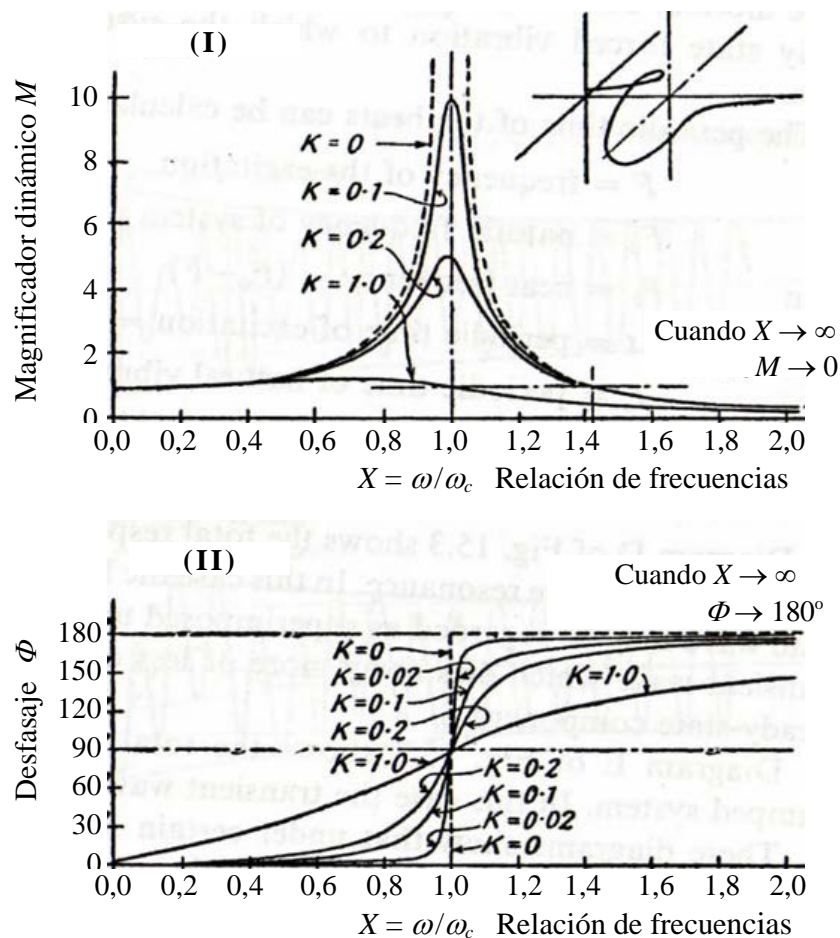 (I)
Magnificador dinámico M
10
8
6
4
2
0
K=0
K=0·1
K=0·2
K=1·0
Cuando X → ∞
M → 0
0,0 0,2 0,4 0,6 0,8 1,0 1,2 1,4 1,6 1,8 2,0
X = ω/ωc Relación de frecuencias
(II)
Cuando X → ∞
Φ → 180º
Desfasaje Φ
180
150
120
90
60
30
0
K=0
K=0·02
K=0·1
K=0·2
K=1·0
K=1·0
K=0·2
K=0·1
K=0·02
K=0
0,0 0,2 0,4 0,6 0,8 1,0 1,2 1,4 1,6 1,8 2,0
X = ω/ωc Relación de frecuencias